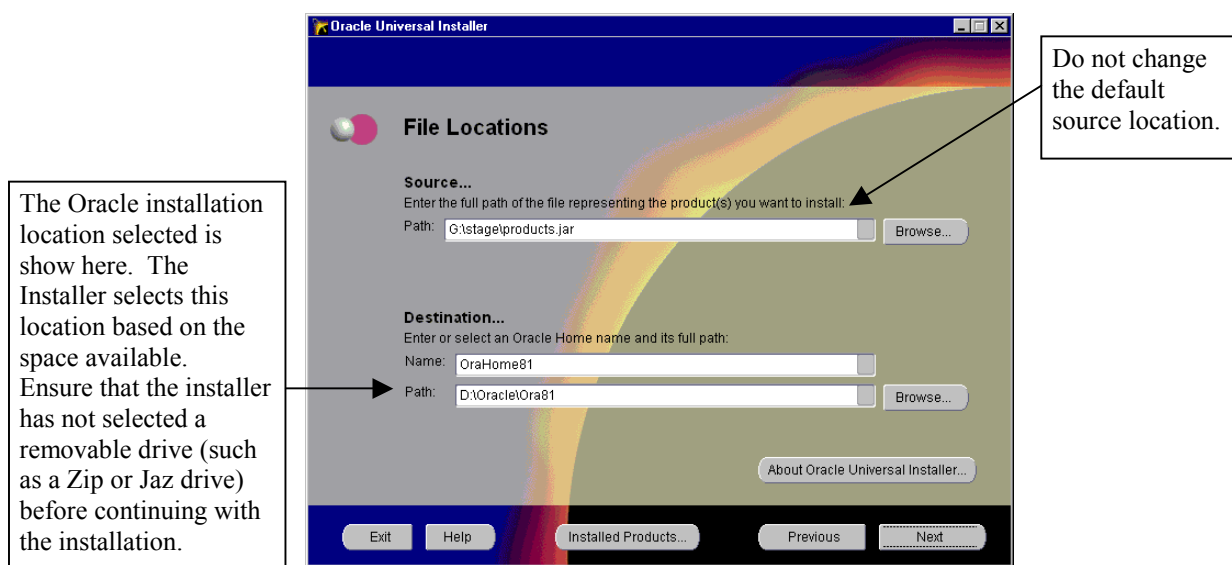 Oracle Universal Installer
Do not change
the default
source location.
File Locations
Source...
Enter the full path of the file representing the product(s) you want to install:
Path: G:\stage\products.jar Browse...
The Oracle installation
location selected is
show here. The
Installer selects this
location based on the
space available.
Ensure that the installer
has not selected a
removable drive (such
as a Zip or Jaz drive)
before continuing with
the installation.
Destination...
Enter or select an Oracle Home name and its full path:
Name: OraHome81
Path: D:\Oracle\Ora81 Browse...
About Oracle Universal Installer...
Exit Help Installed Products... Previous Next